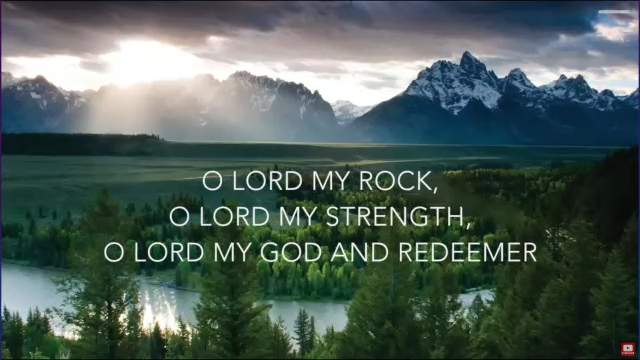 O LORD MY ROCK,
O LORD MY STRENGTH,
O LORD MY GOD AND REDEEMER